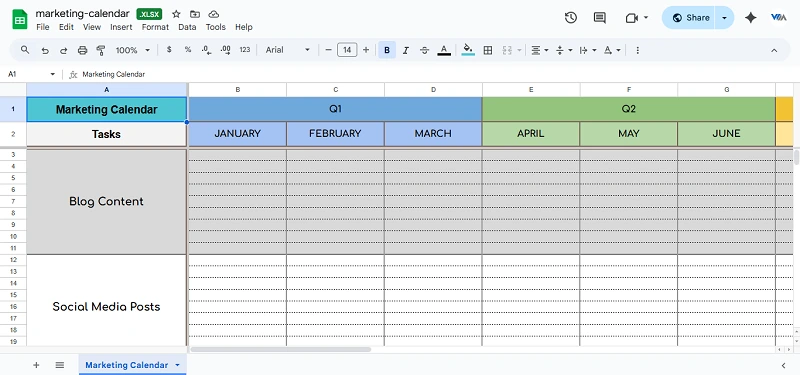 marketing-calendar .XLSX
File Edit View Insert Format Data Tools Help
Share
100% $ % .0 .00 123 Arial 14 B I A
A1 fx Marketing Calendar
A B C D E F G
1 Marketing Calendar Q1 Q2
2 Tasks JANUARY FEBRUARY MARCH APRIL MAY JUNE
3
4
5
6
7 Blog Content
8
9
10
11
12
13
14
15
16 Social Media Posts
17
18
19
Marketing Calendar